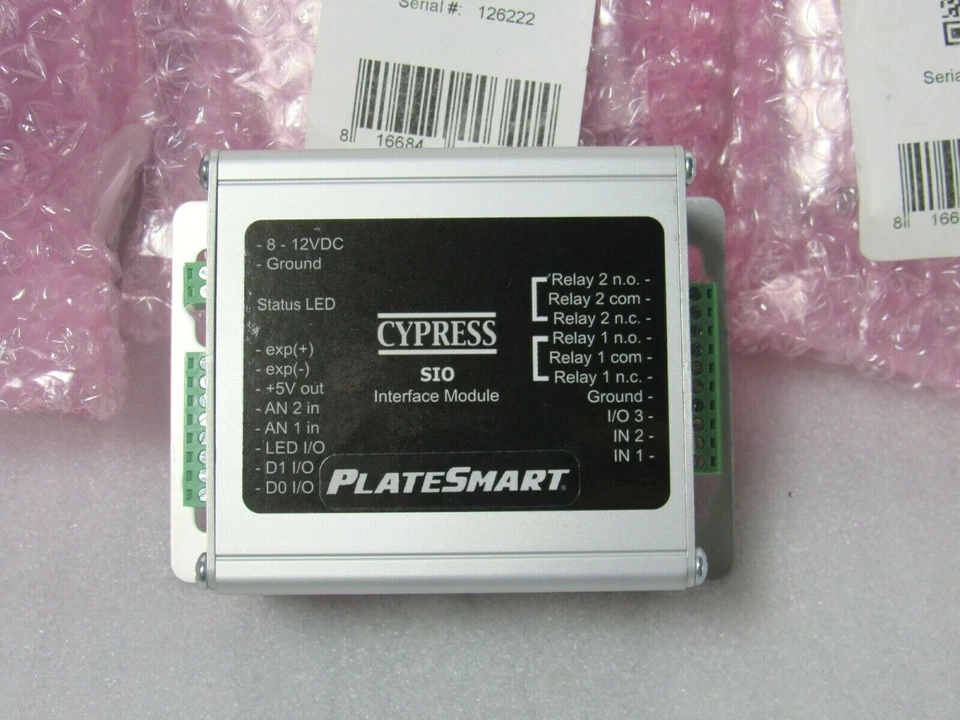 Serial #: 126222
8 16684
Seria
8 166
- 8 - 12VDC
- Ground
Status LED
- exp(+)
- exp(-)
- +5V out
- AN 2 in
- AN 1 in
- LED I/O
- D1 I/O
- D0 I/O
CYPRESS
SIO
Interface Module
PLATESMART
Relay 2 n.o. -
Relay 2 com -
Relay 2 n.c. -
Relay 1 n.o. -
Relay 1 com -
Relay 1 n.c. -
Ground -
I/O 3 -
IN 2 -
IN 1 -